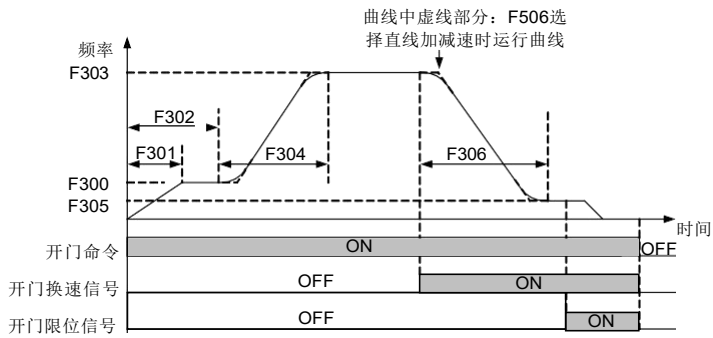 曲线中虚线部分：F506选
择直线加减速时运行曲线
频率
F303
F302
F301
F304
F306
F300
F305
时间
开门命令
ON
OFF
开门换速信号
OFF
ON
开门限位信号
OFF
ON